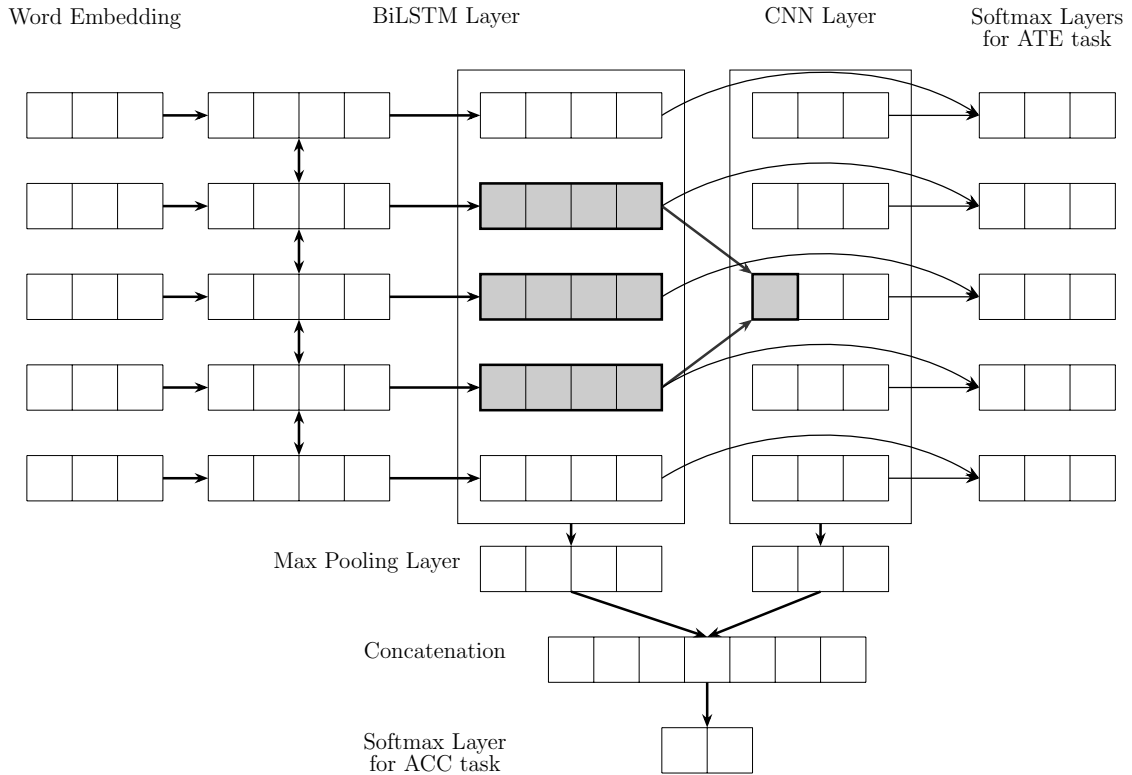 Word Embedding
BiLSTM Layer
CNN Layer
Softmax Layers
for ATE task
Max Pooling Layer
Concatenation
Softmax Layer
for ACC task